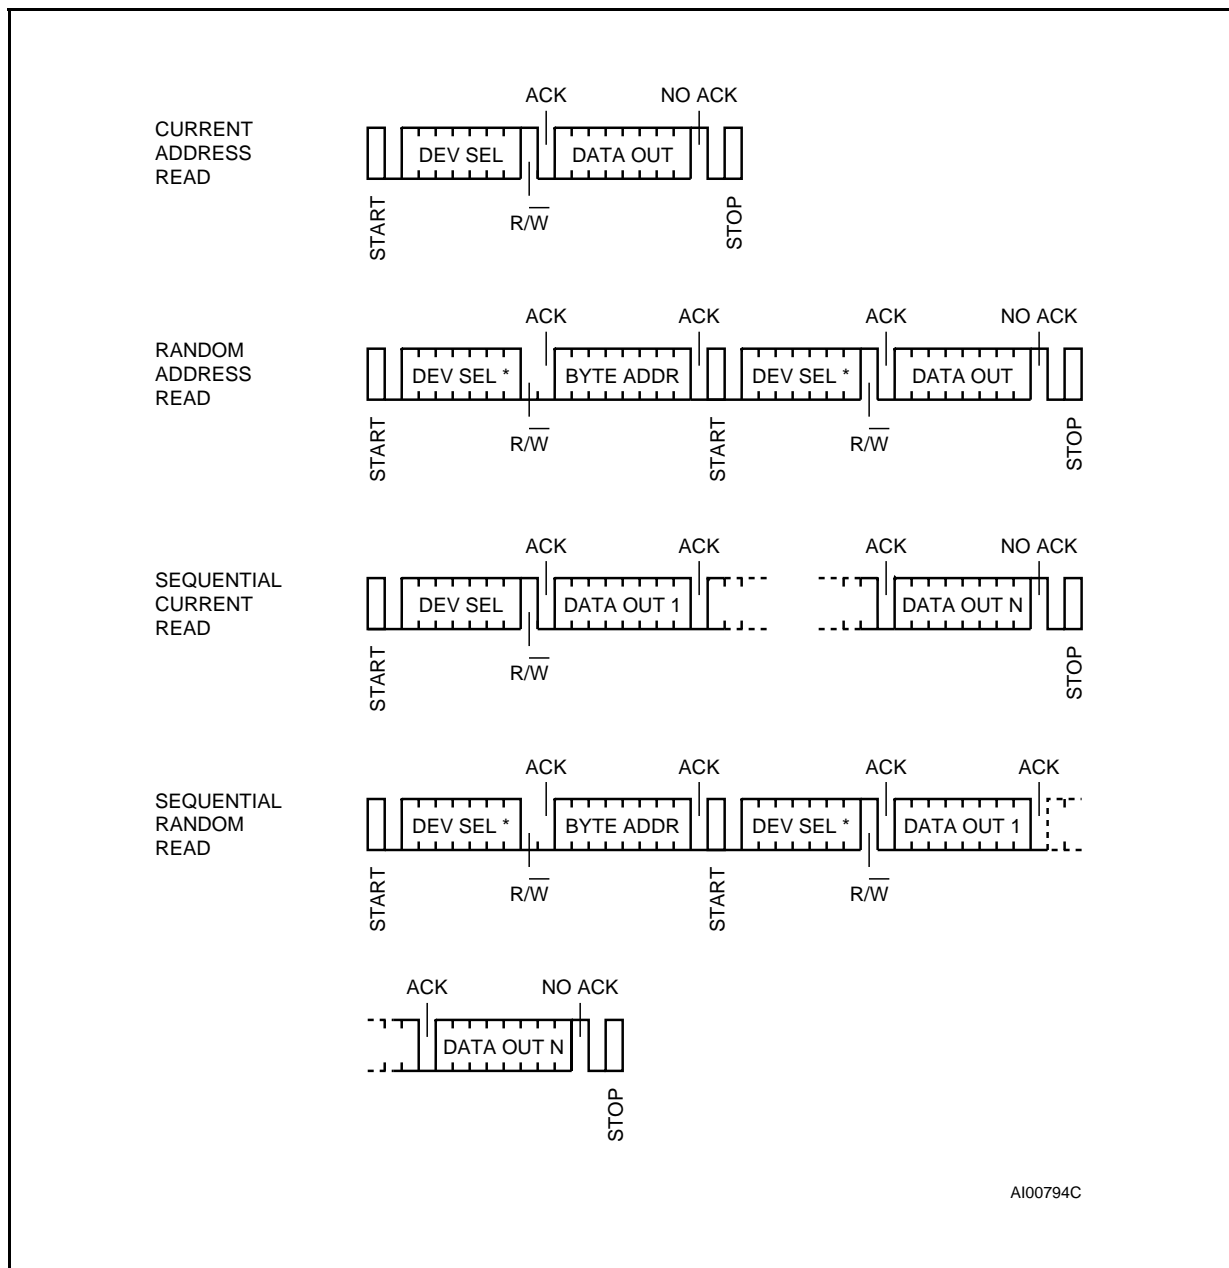 ACK NO ACK
CURRENT
ADDRESS
READ
DEV SEL DATA OUT
START R/W̅ STOP
ACK ACK ACK NO ACK
RANDOM
ADDRESS
READ
DEV SEL * BYTE ADDR DEV SEL * DATA OUT
START R/W̅ START R/W̅ STOP
ACK ACK ACK NO ACK
SEQUENTIAL
CURRENT
READ
DEV SEL DATA OUT 1 DATA OUT N
START R/W̅ STOP
ACK ACK ACK ACK
SEQUENTIAL
RANDOM
READ
DEV SEL * BYTE ADDR DEV SEL * DATA OUT 1
START R/W̅ START R/W̅
ACK NO ACK
DATA OUT N
STOP
AI00794C